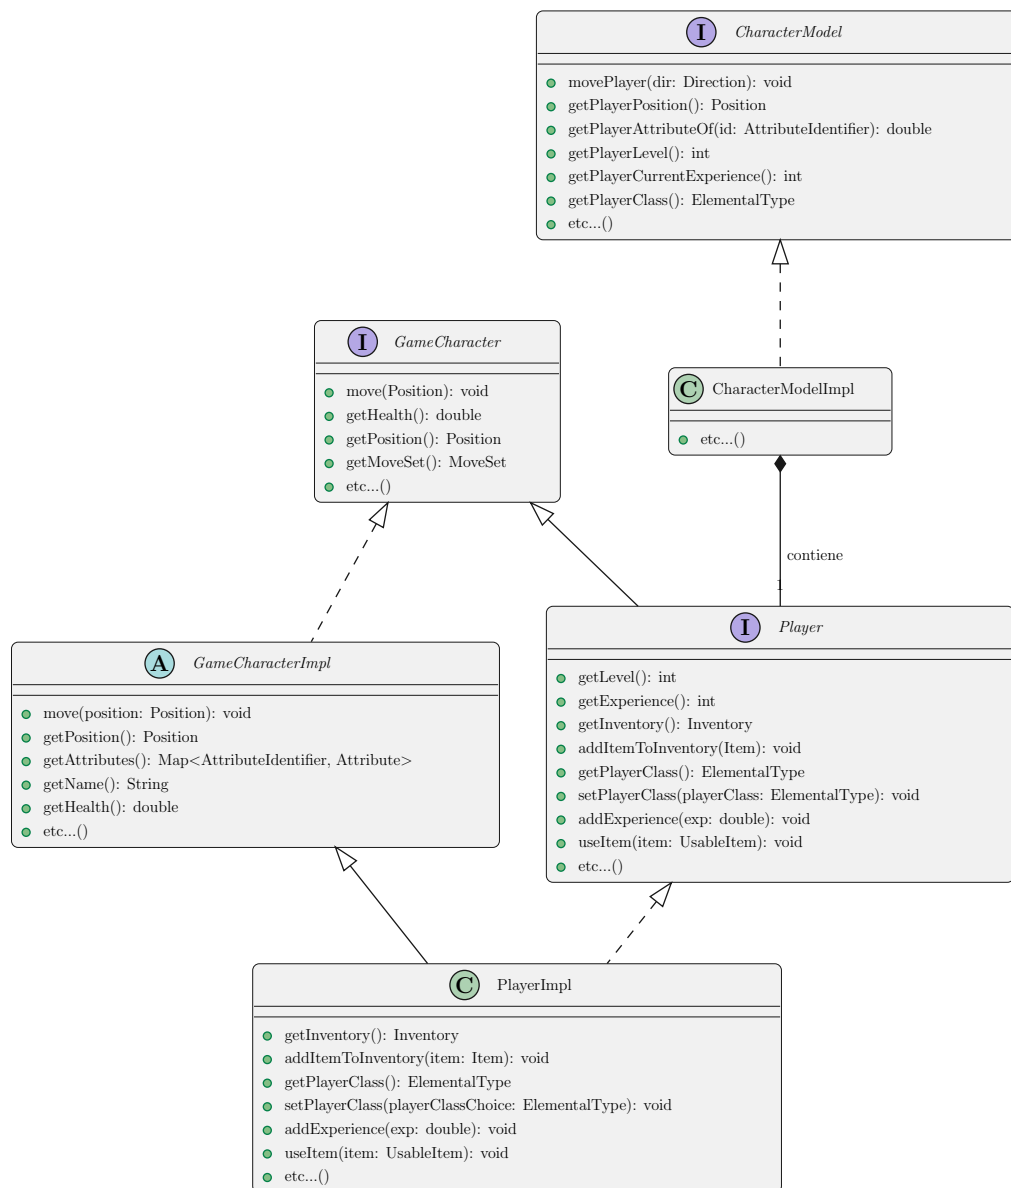 I CharacterModel
movePlayer(dir: Direction): void
getPlayerPosition(): Position
getPlayerAttributeOf(id: AttributeIdentifier): double
getPlayerLevel(): int
getPlayerCurrentExperience(): int
getPlayerClass(): ElementalType
etc...()
I GameCharacter
move(Position): void
getHealth(): double
getPosition(): Position
getMoveSet(): MoveSet
etc...()
C CharacterModelImpl
etc...()
contiene
1
A GameCharacterImpl
move(position: Position): void
getPosition(): Position
getAttributes(): Map<AttributeIdentifier, Attribute>
getName(): String
getHealth(): double
etc...()
I Player
getLevel(): int
getExperience(): int
getInventory(): Inventory
addItemToInventory(Item): void
getPlayerClass(): ElementalType
setPlayerClass(playerClass: ElementalType): void
addExperience(exp: double): void
useItem(item: UsableItem): void
etc...()
C PlayerImpl
getInventory(): Inventory
addItemToInventory(item: Item): void
getPlayerClass(): ElementalType
setPlayerClass(playerClassChoice: ElementalType): void
addExperience(exp: double): void
useItem(item: UsableItem): void
etc...()